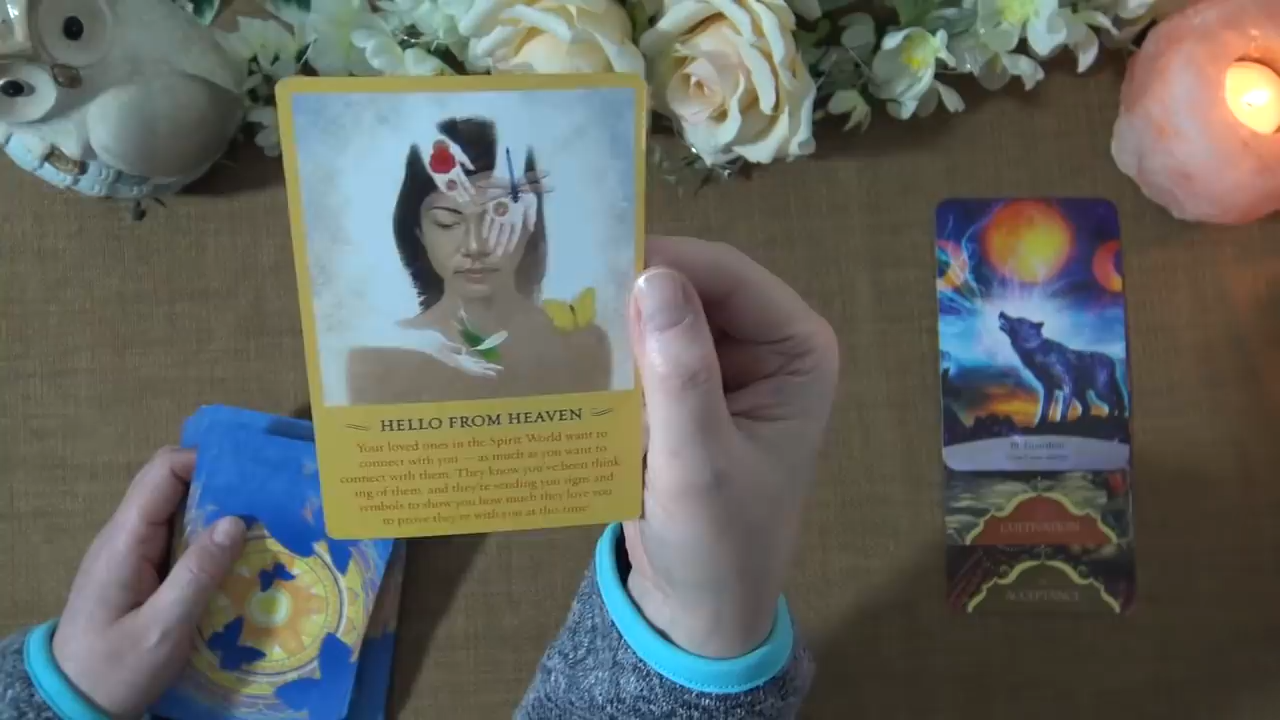 HELLO FROM HEAVEN
Your loved ones in the Spirit World want to
connect with you — as much as you want to
connect with them. They know you've been think
ing of them, and they're sending you signs and
symbols to show you how much they love you
to prove they're with you at this time
CULTIVATION
ACCEPTANCE